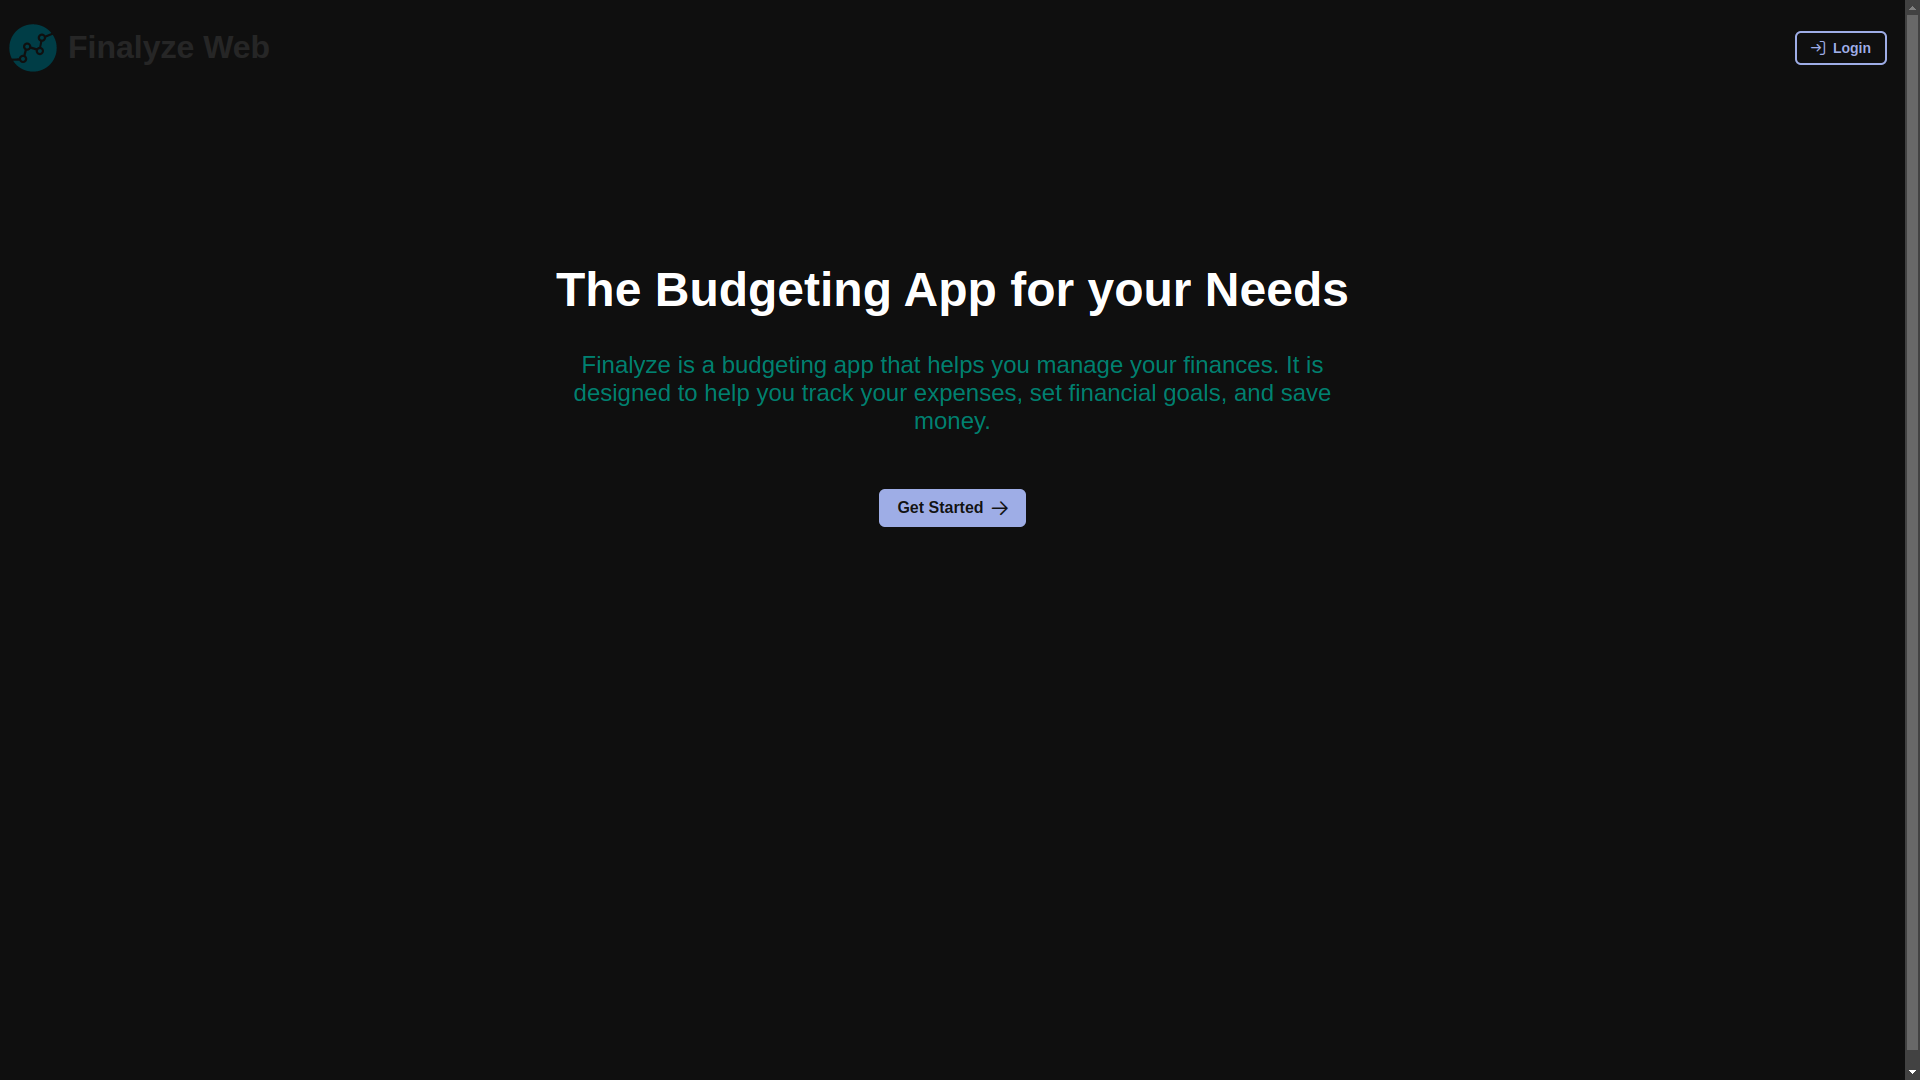 Finalyze Web
Login
The Budgeting App for your Needs
Finalyze is a budgeting app that helps you manage your finances. It is
designed to help you track your expenses, set financial goals, and save
money.
Get Started